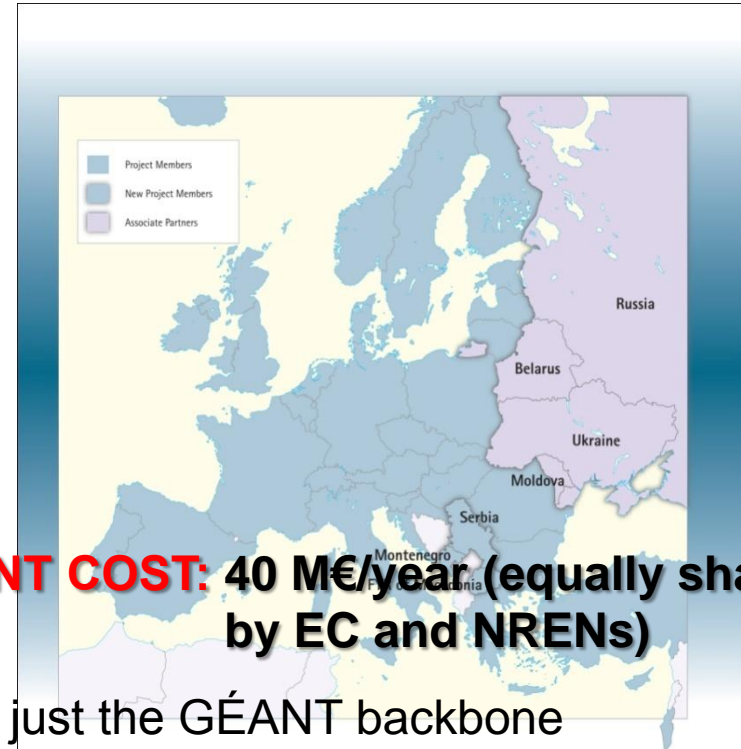 Project Members
New Project Members
Associate Partners
Russia
Belarus
Ukraine
Moldova
Serbia
Montenegro
NT COST: 40 M€/year (equally sha
by EC and NRENs)
just the GÉANT backbone